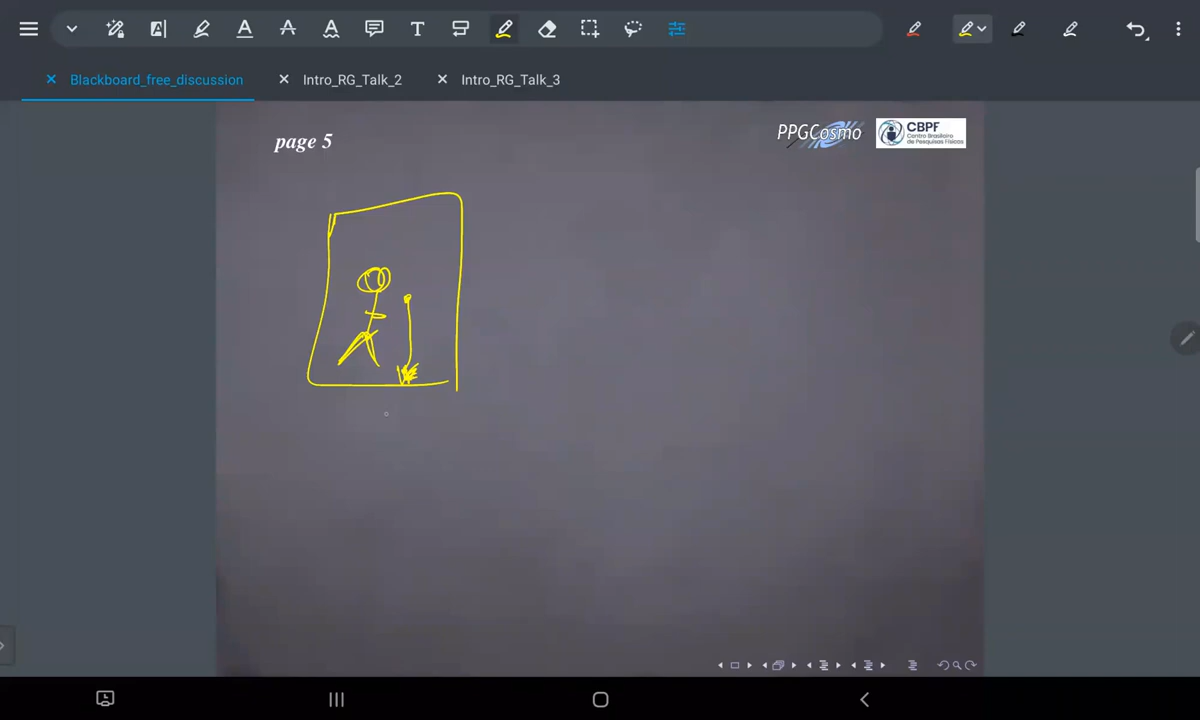 Blackboard_free_discussion
Intro_RG_Talk_2
Intro_RG_Talk_3
page 5
PPGCosmo
CBPF
Centro Brasileiro
de Pesquisas Físicas